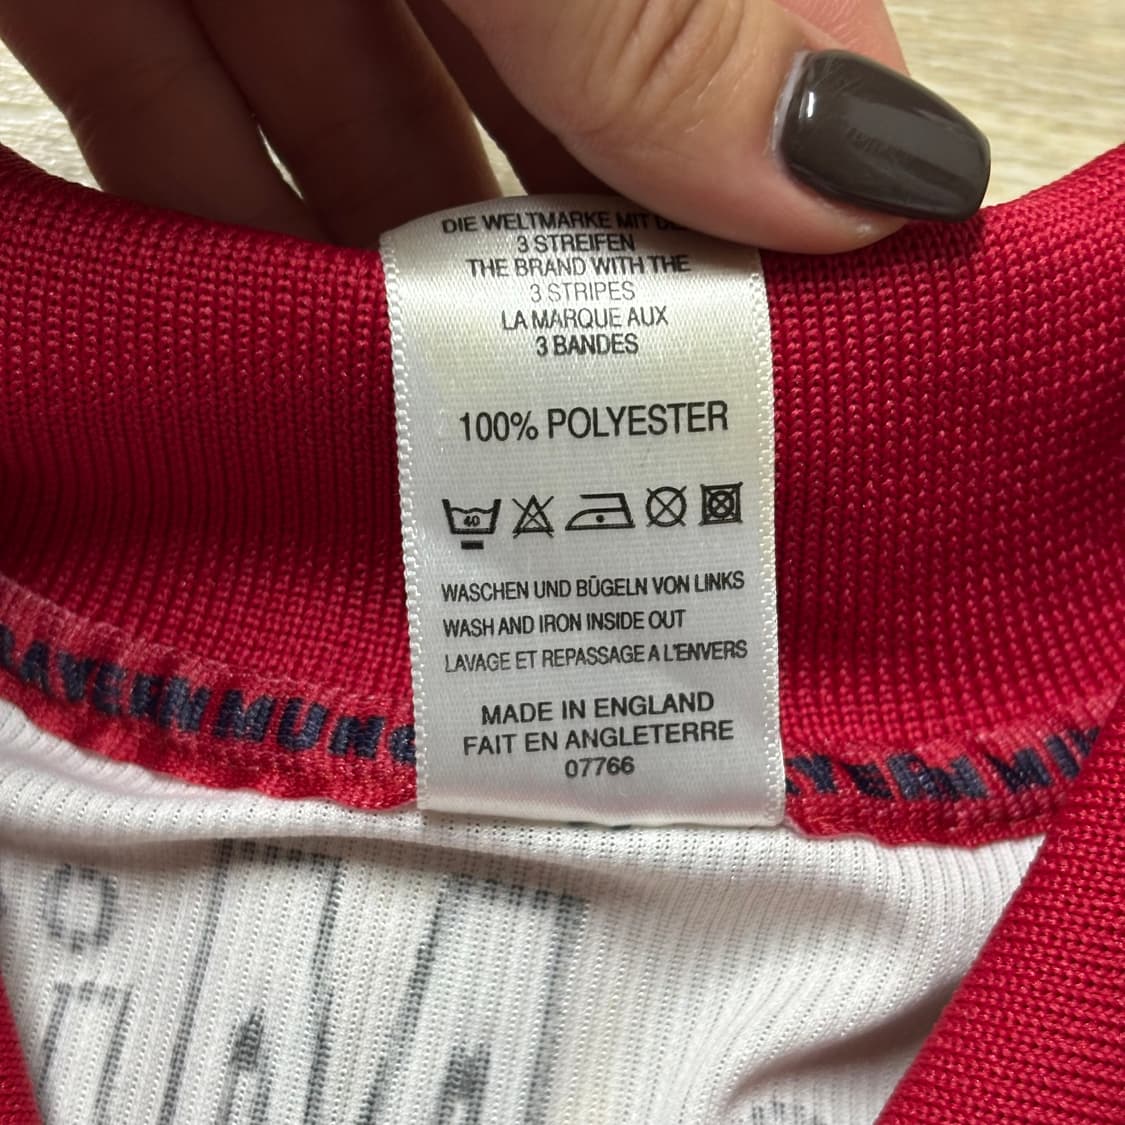 DIE WELTMARKE MIT
3 STREIFEN
THE BRAND WITH THE
3 STRIPES
LA MARQUE AUX
3 BANDES
100% POLYESTER
40
WASCHEN UND BÜGELN VON LINKS
WASH AND IRON INSIDE OUT
LAVAGE ET REPASSAGE A L'ENVERS
MADE IN ENGLAND
FAIT EN ANGLETERRE
07766